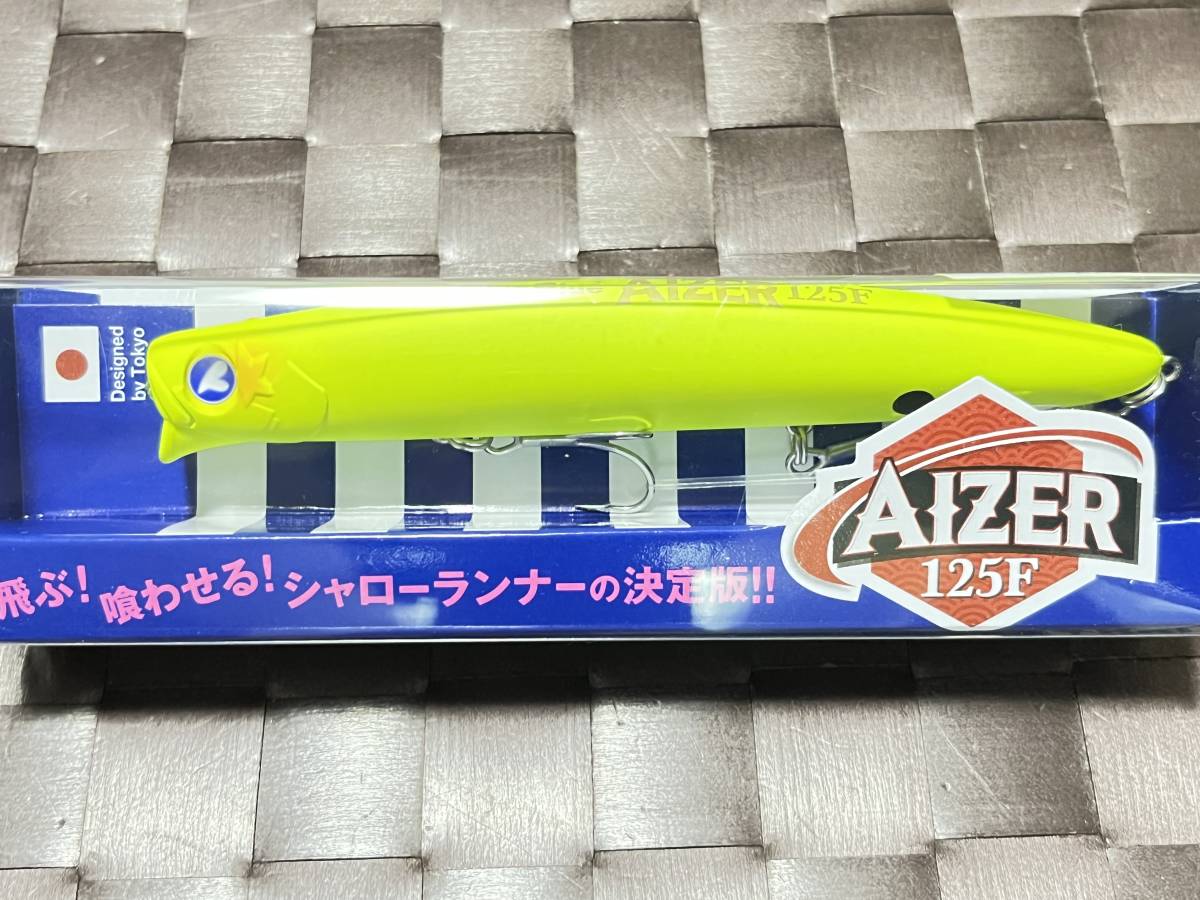 AIZER 125F
Designed
by Tokyo
飛ぶ! 喰わせる! シャローランナーの決定版!!
AIZER
125F